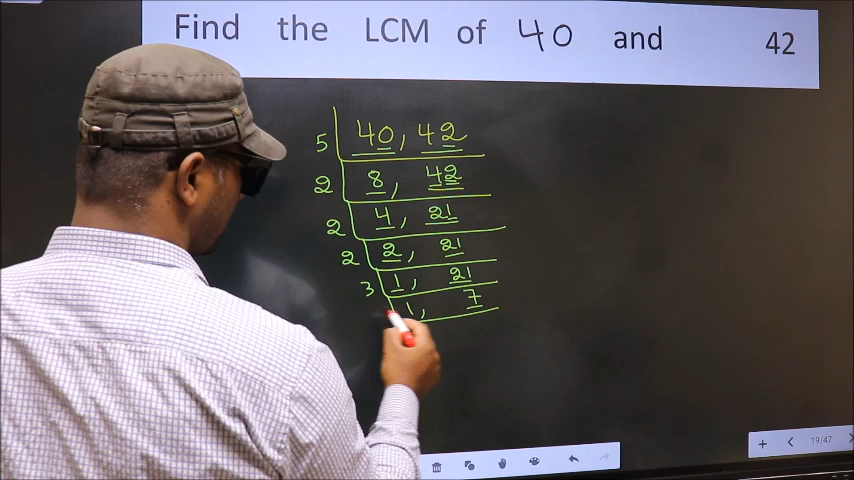 Find the LCM of 40 and 42
5 40, 42
2 8, 42
2 4, 21
2 2, 21
3 1, 21
1, 7
19/47